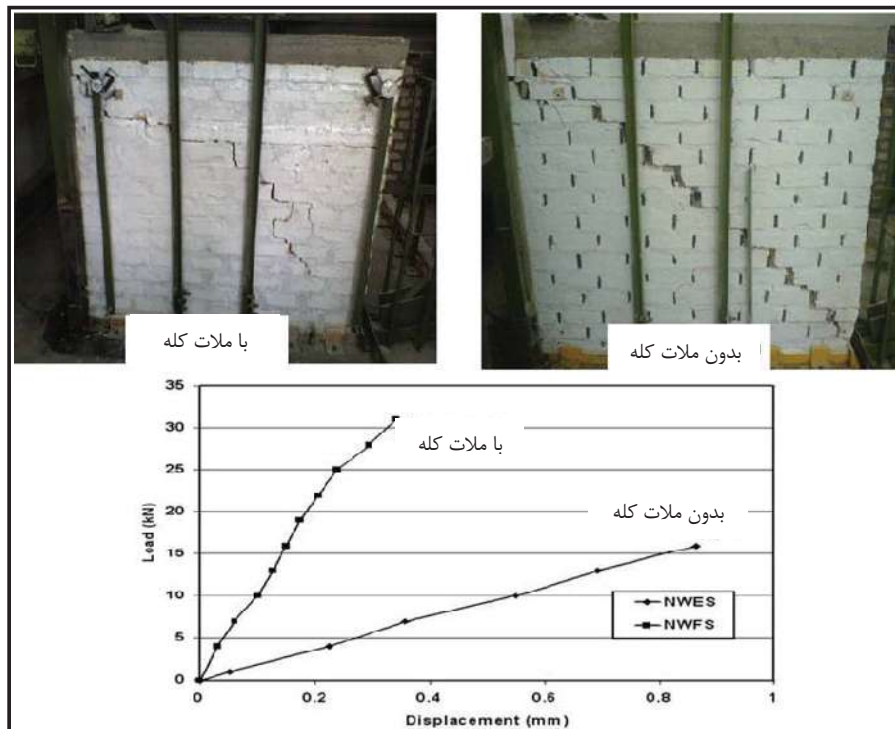 با ملات کله
بدون ملات کله
35
30
25
20
15
10
5
0
Load (kN)
با ملات کله
بدون ملات کله
NWES
NWFS
0 0.2 0.4 0.6 0.8 1
Displacement (mm)